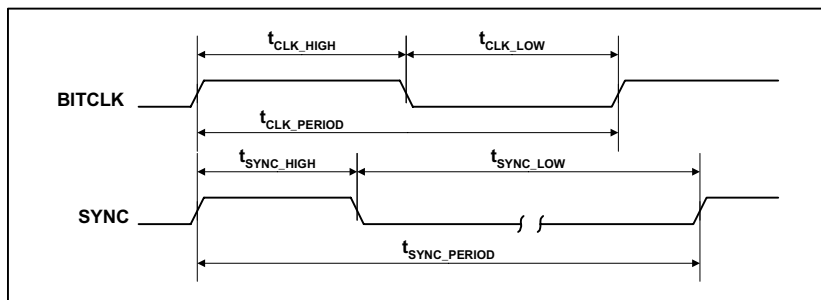 tCLK_HIGH
tCLK_LOW
BITCLK
tCLK_PERIOD
tSYNC_HIGH
tSYNC_LOW
SYNC
tSYNC_PERIOD